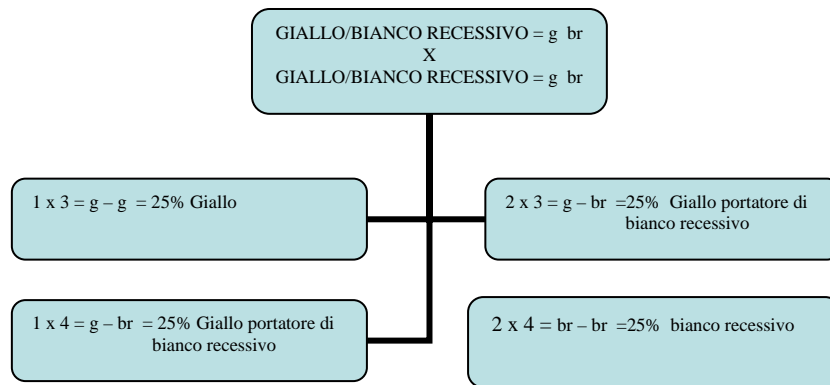 GIALLO/BIANCO RECESSIVO = g br
X
GIALLO/BIANCO RECESSIVO = g br
1 x 3 = g – g = 25% Giallo
2 x 3 = g – br =25% Giallo portatore di
bianco recessivo
1 x 4 = g – br = 25% Giallo portatore di
bianco recessivo
2 x 4 = br – br =25% bianco recessivo